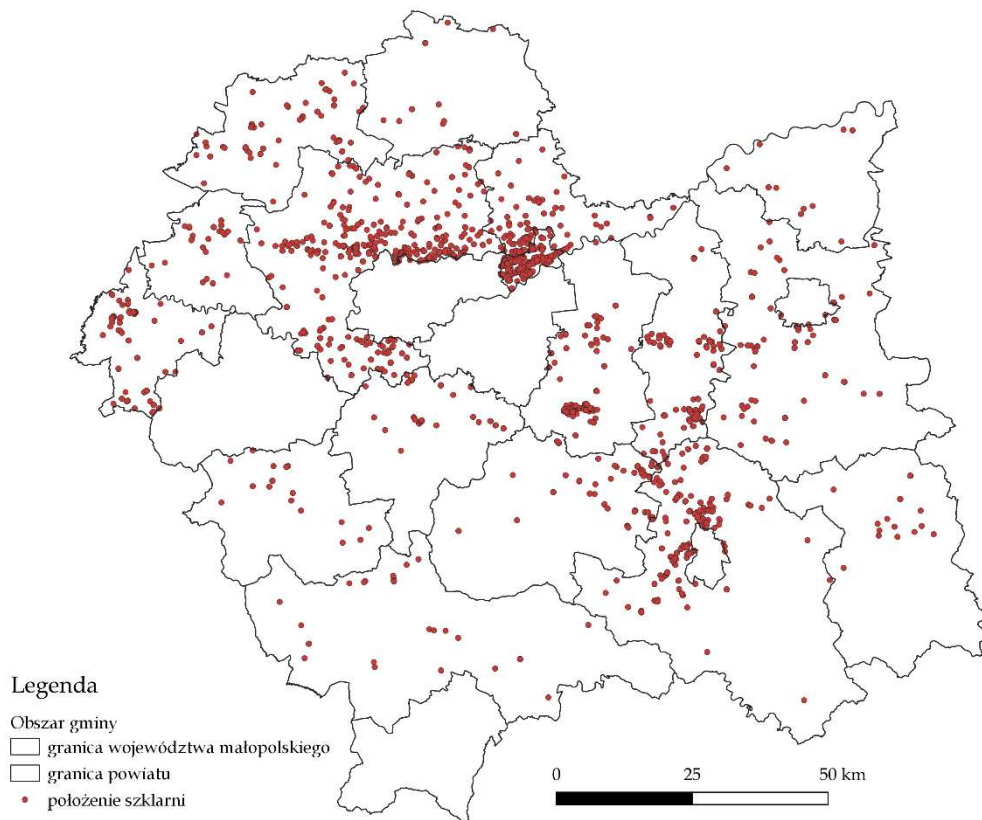 Legenda
Obszar gminy
granica województwa małopolskiego
granica powiatu
położenie szklarni
0 25 50 km